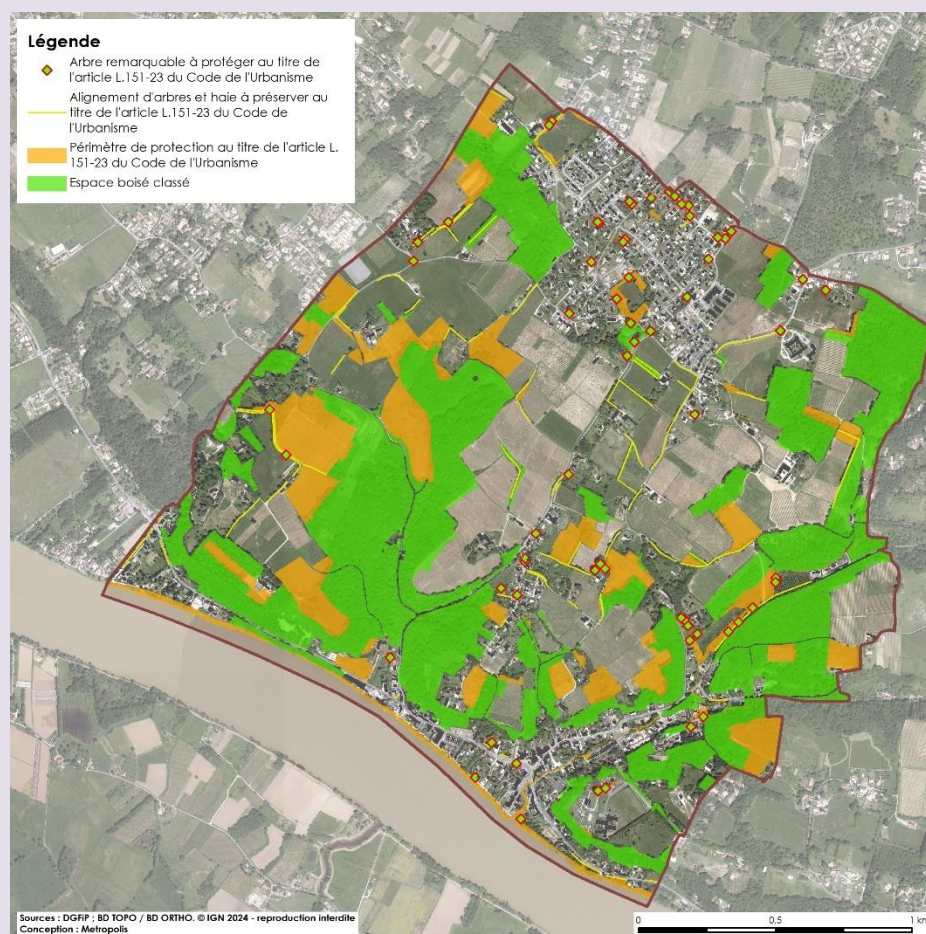 Légende
Arbre remarquable à protéger au titre de
l'article L.151-23 du Code de l'Urbanisme
Alignement d'arbres et haie à préserver au
titre de l'article L.151-23 du Code de
l'Urbanisme
Périmètre de protection au titre de l'article L.
151-23 du Code de l'Urbanisme
Espace boisé classé
Sources : DGFiP ; BD TOPO / BD ORTHO. © IGN 2024 - reproduction interdite
Conception : Metropolis
0 0,5 1 km